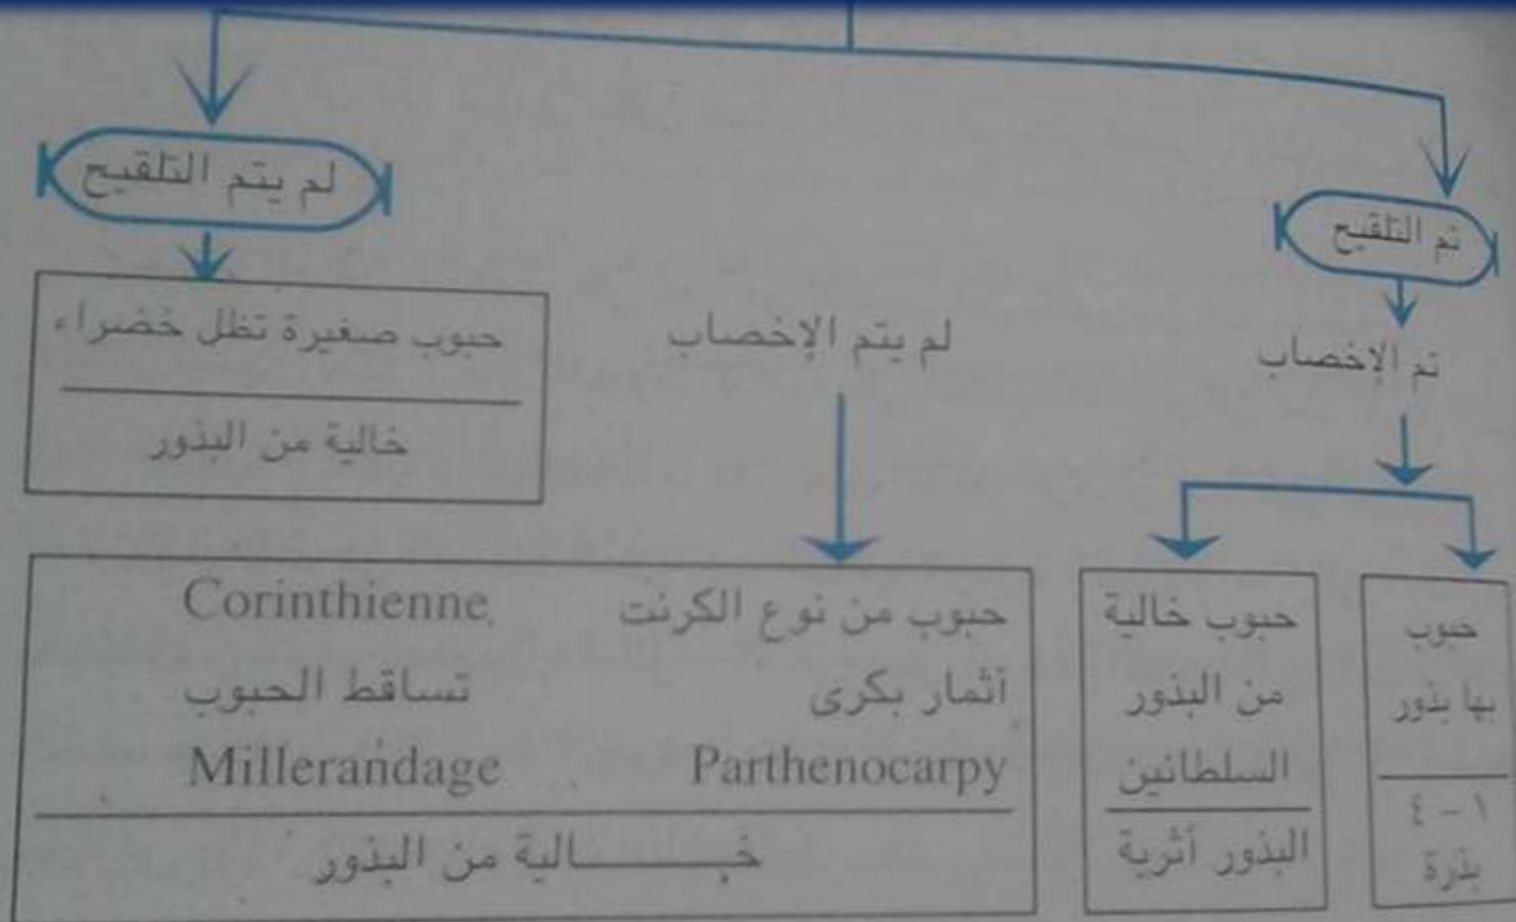 تم التلقيح
لم يتم التلقيح
تم الإخصاب
لم يتم الإخصاب
حبوب صغيرة تظل خضراء
خالية من البذور
حبوب
بها بذور
١ - ٤
بذرة
حبوب خالية
من البذور
السلطانين
البذور أثرية
حبوب من نوع الكرنت Corinthienne
أثمار بكرى تساقط الحبوب
Parthenocarpy Millerandage
خـــــالية من البذور